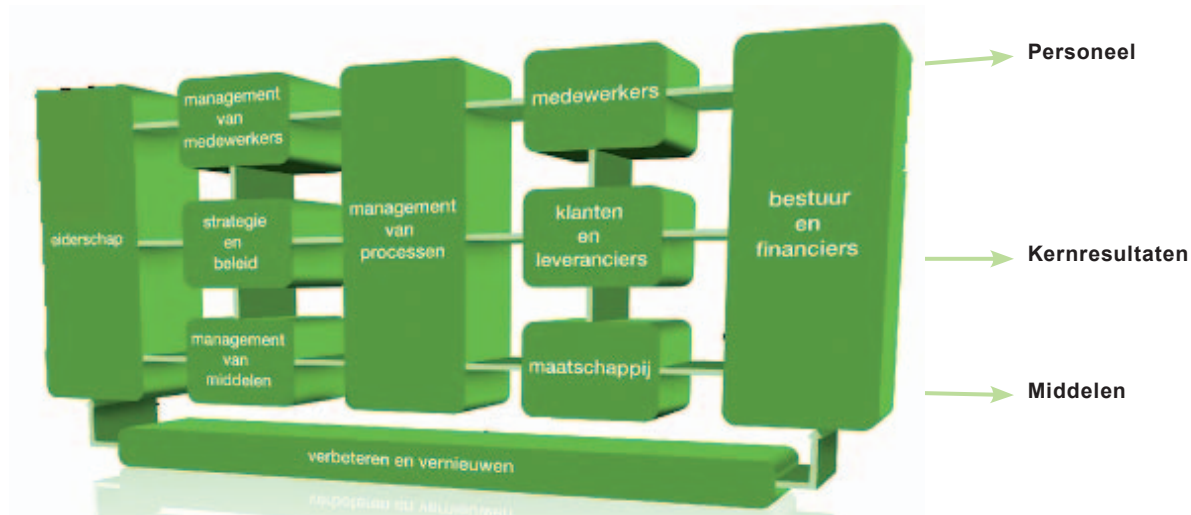 eiderschap
management
van
medewerkers
strategie
en
beleid
management
van
middelen
management
van
processen
medewerkers
klanten
en
leveranciers
maatschappij
bestuur
en
financiers
verbeteren en vernieuwen
Personeel
Kernresultaten
Middelen